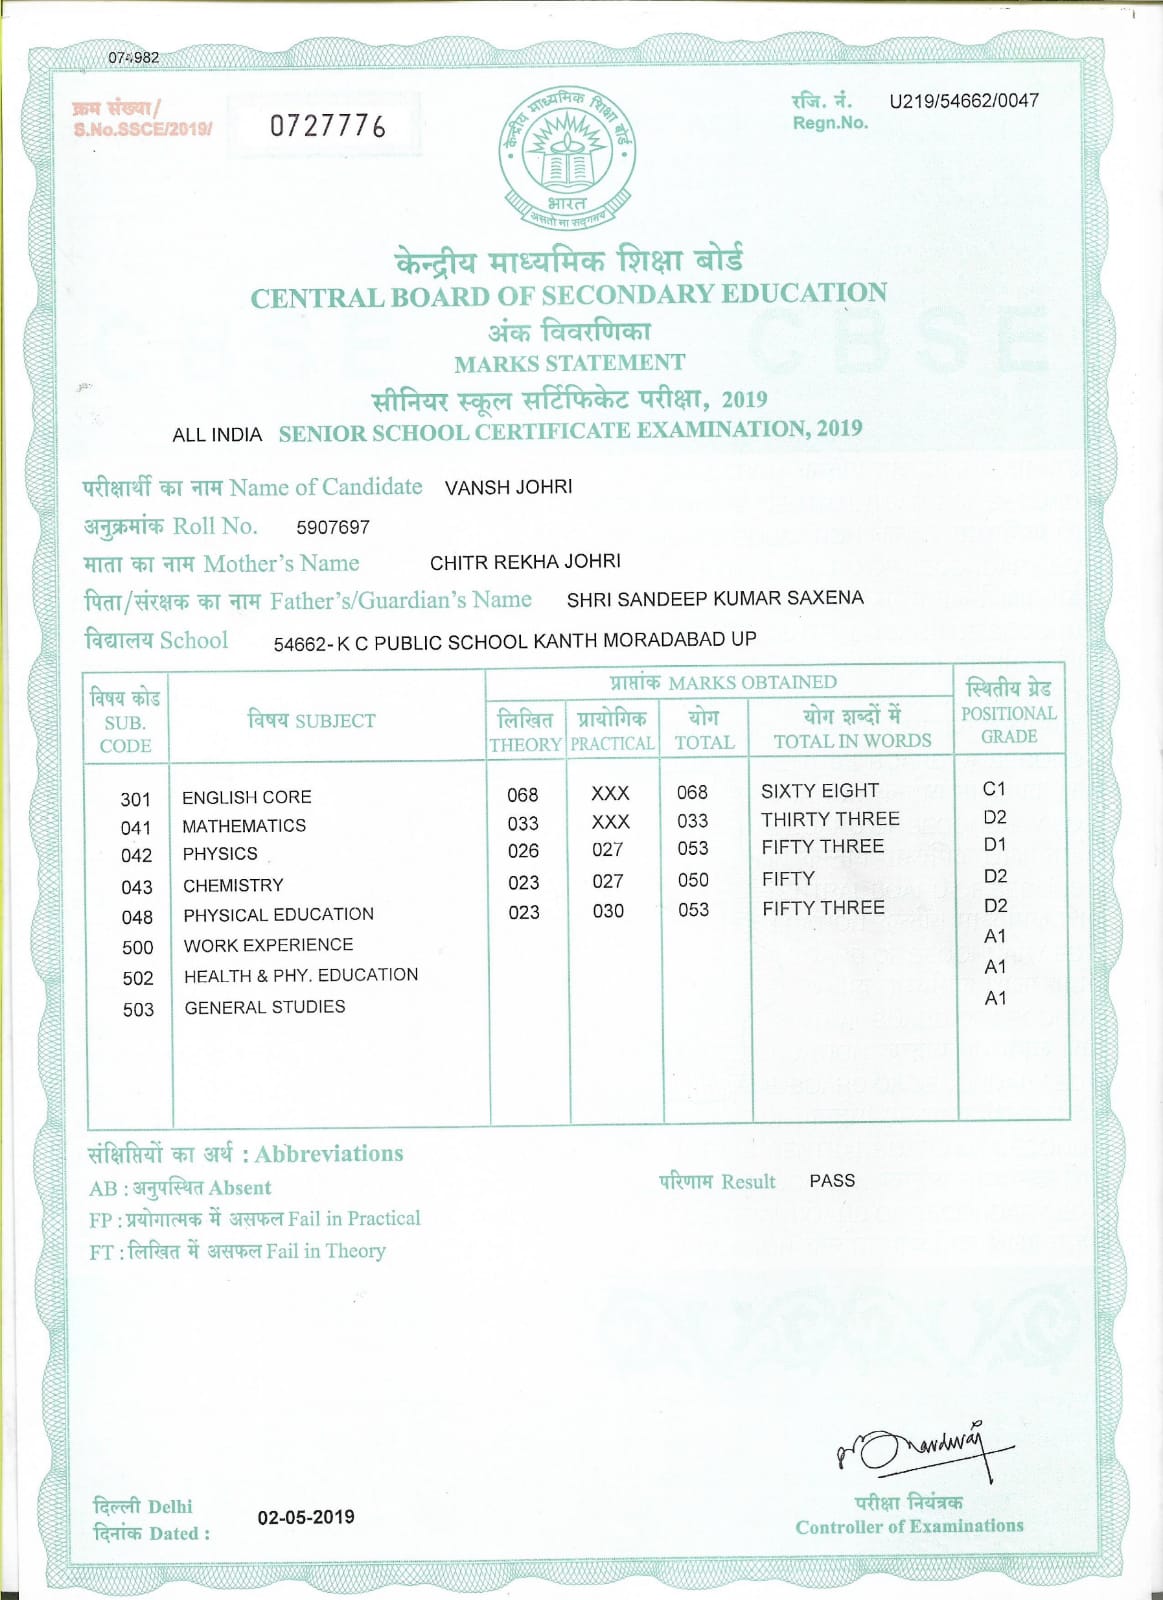 074982
क्रम संख्या/
S.No.SSCE/2019/ 0727776
रजि. नं. U219/54662/0047
Regn.No.
केन्द्रीय माध्यमिक शिक्षा बोर्ड
भारत
असतो मा सद्गमय
केन्द्रीय माध्यमिक शिक्षा बोर्ड
CENTRAL BOARD OF SECONDARY EDUCATION
अंक विवरणिका
CBSE CBSE
MARKS STATEMENT
सीनियर स्कूल सर्टिफिकेट परीक्षा, 2019
ALL INDIA SENIOR SCHOOL CERTIFICATE EXAMINATION, 2019
परीक्षार्थी का नाम Name of Candidate VANSH JOHRI
अनुक्रमांक Roll No. 5907697
माता का नाम Mother's Name CHITR REKHA JOHRI
पिता/संरक्षक का नाम Father's/Guardian's Name SHRI SANDEEP KUMAR SAXENA
विद्यालय School 54662- K C PUBLIC SCHOOL KANTH MORADABAD UP
विषय कोड SUB. CODE
विषय SUBJECT
प्राप्तांक MARKS OBTAINED
लिखित THEORY
प्रायोगिक PRACTICAL
योग TOTAL
योग शब्दों में TOTAL IN WORDS
स्थितीय ग्रेड POSITIONAL GRADE
301 ENGLISH CORE 068 XXX 068 SIXTY EIGHT C1
041 MATHEMATICS 033 XXX 033 THIRTY THREE D2
042 PHYSICS 026 027 053 FIFTY THREE D1
043 CHEMISTRY 023 027 050 FIFTY D2
048 PHYSICAL EDUCATION 023 030 053 FIFTY THREE D2
500 WORK EXPERIENCE A1
502 HEALTH & PHY. EDUCATION A1
503 GENERAL STUDIES A1
संक्षिप्तियों का अर्थ : Abbreviations
AB : अनुपस्थित Absent
परिणाम Result PASS
FP : प्रयोगात्मक में असफल Fail in Practical
FT : लिखित में असफल Fail in Theory
दिल्ली Delhi
दिनांक Dated : 02-05-2019
परीक्षा नियंत्रक
Controller of Examinations